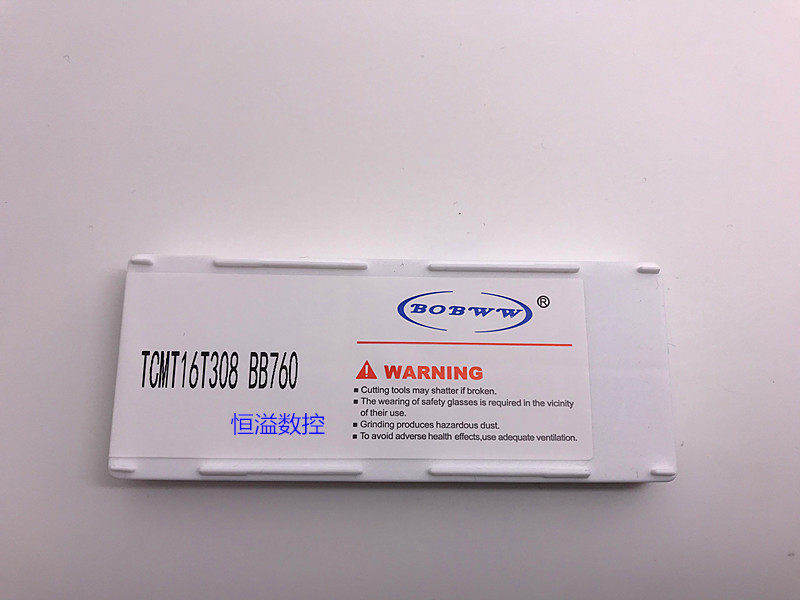 BOBWW®
TCMT16T308 BB760
恒溢数控
WARNING
■ Cutting tools may shatter if broken.
■ The wearing of safety glasses is required in the vicinity
of their use.
■ Grinding produces hazardous dust.
■ To avoid adverse health effects,use adequate ventilation.